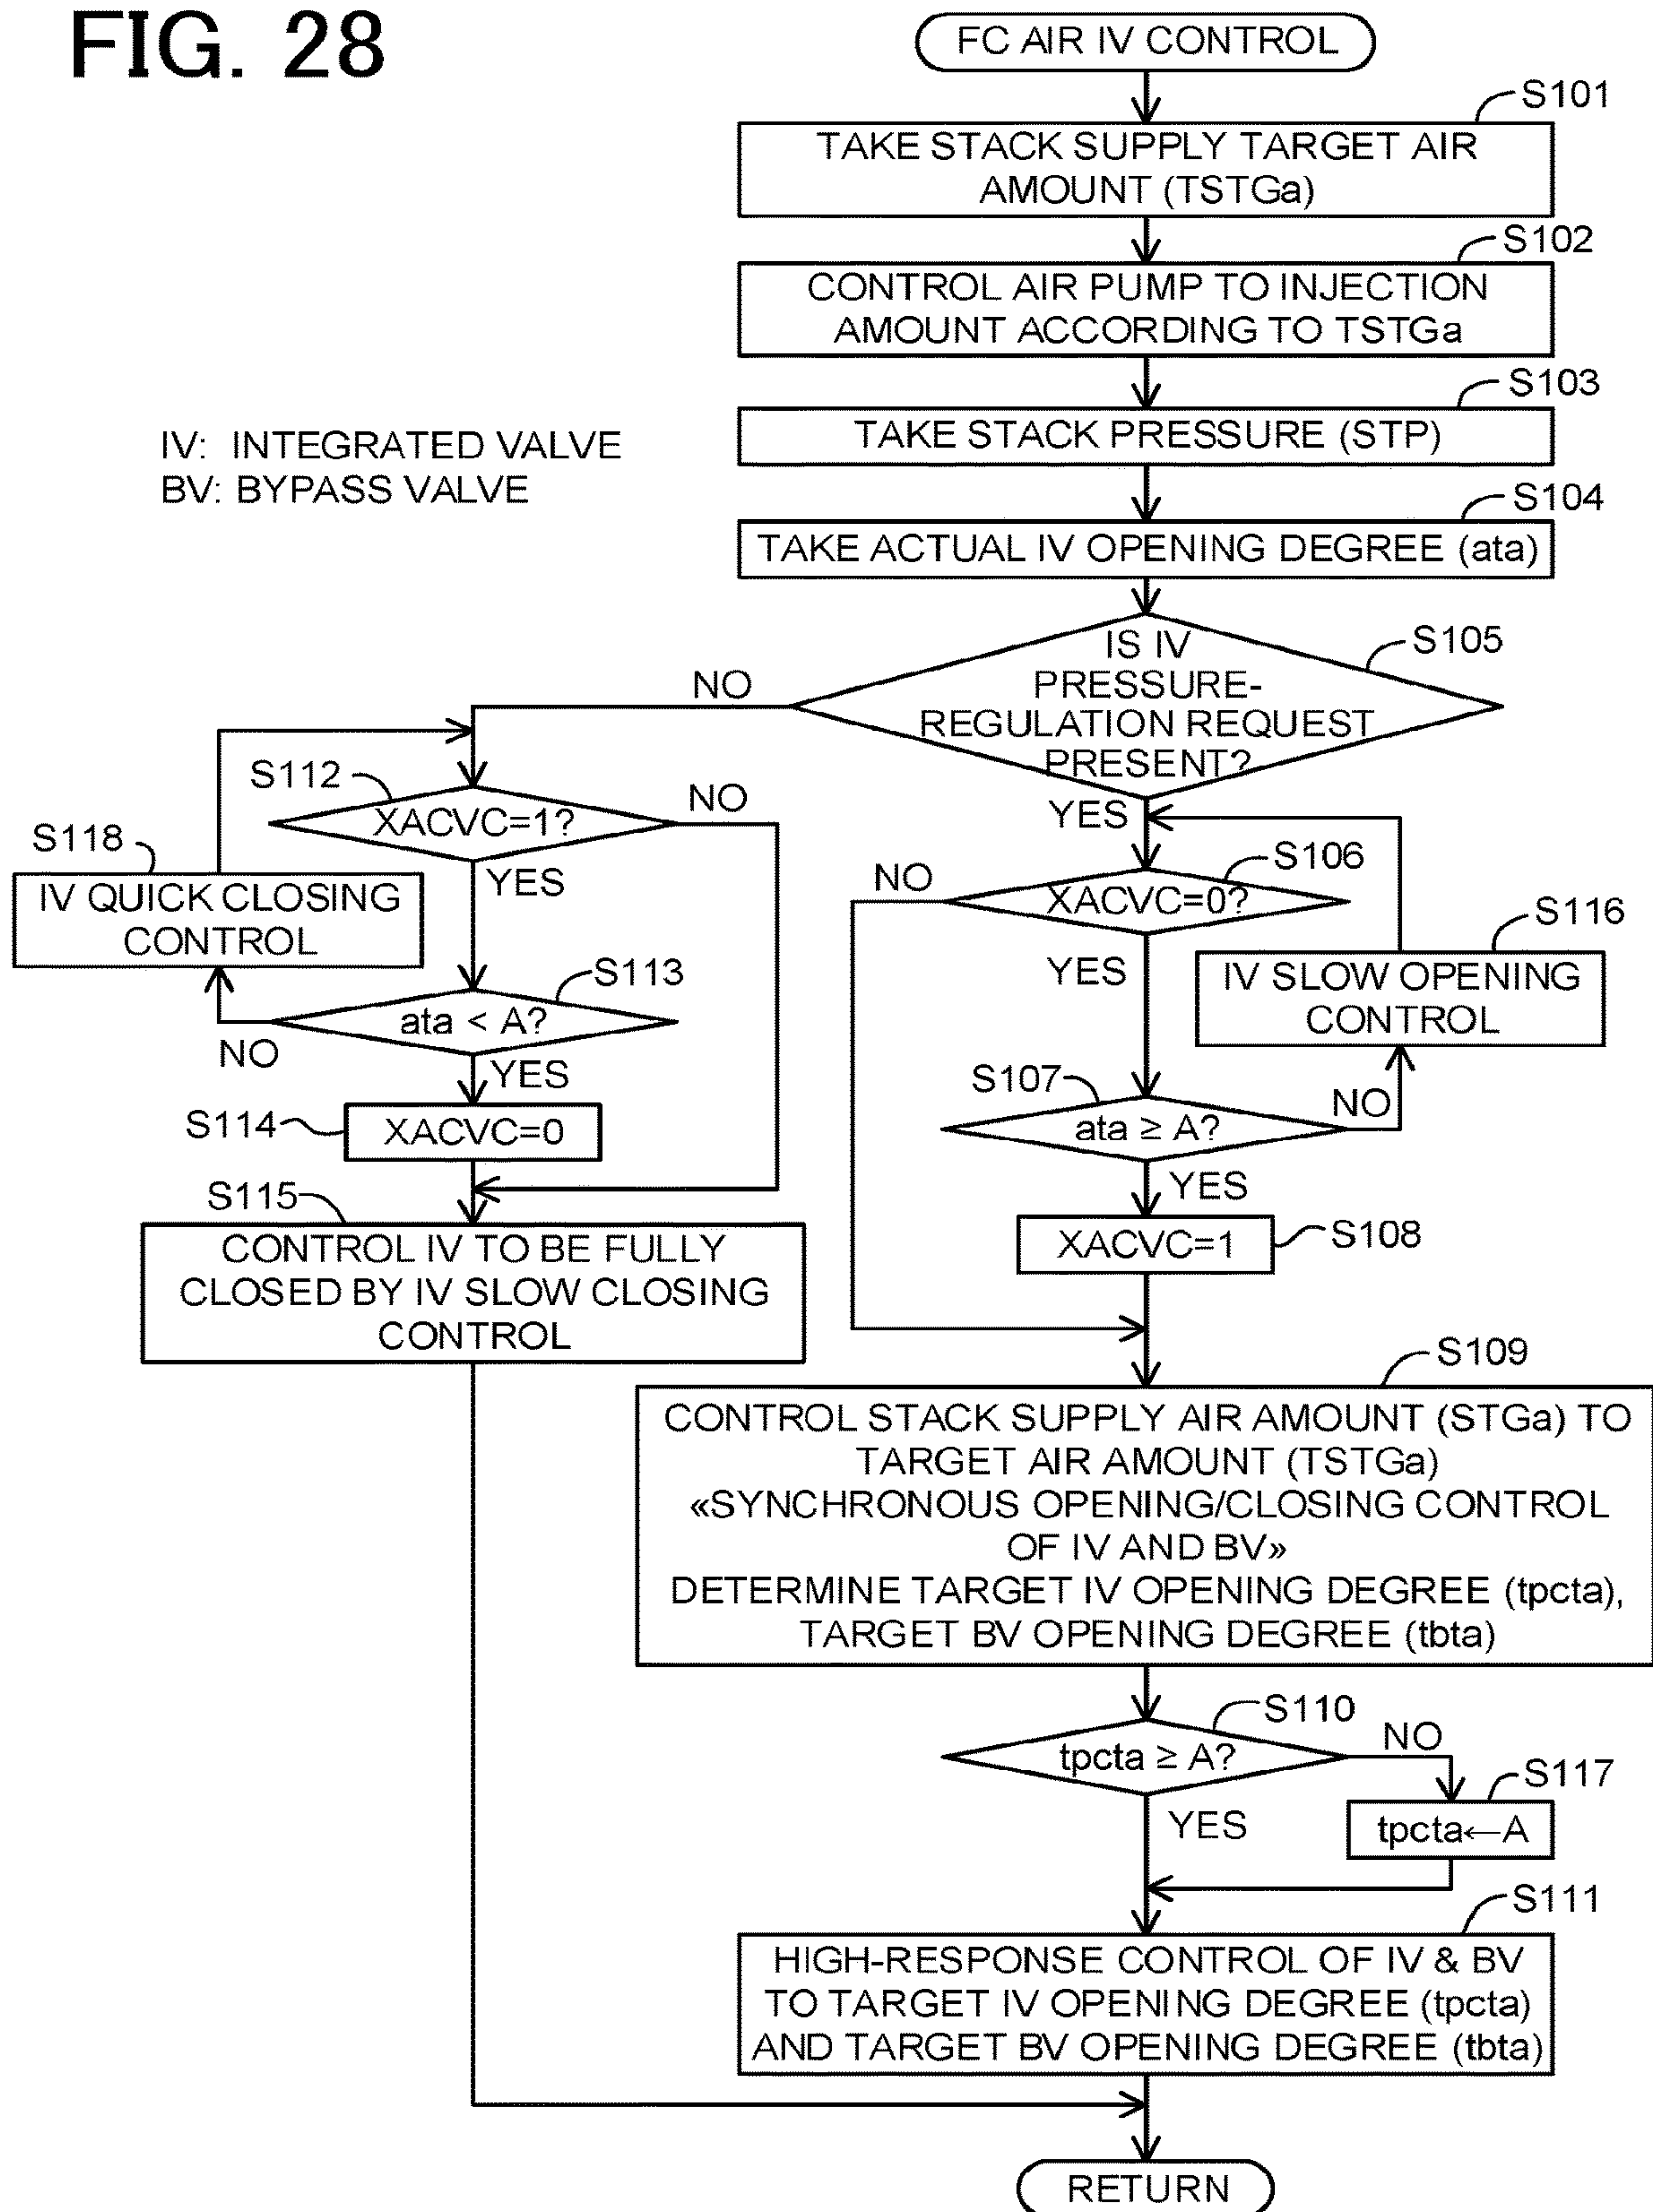 FIG. 28
FC AIR IV CONTROL
S101
TAKE STACK SUPPLY TARGET AIR
AMOUNT (TSTGa)
S102
CONTROL AIR PUMP TO INJECTION
AMOUNT ACCORDING TO TSTGa
S103
TAKE STACK PRESSURE (STP)
IV: INTEGRATED VALVE
BV: BYPASS VALVE
S104
TAKE ACTUAL IV OPENING DEGREE (ata)
S105
IS IV
PRESSURE-
REGULATION REQUEST
PRESENT?
NO
YES
S112
XACVC=1?
NO
YES
S118
IV QUICK CLOSING
CONTROL
S113
ata < A?
NO
YES
S114
XACVC=0
S115
CONTROL IV TO BE FULLY
CLOSED BY IV SLOW CLOSING
CONTROL
S106
XACVC=0?
NO
YES
S116
IV SLOW OPENING
CONTROL
S107
ata ≥ A?
NO
YES
XACVC=1
S108
S109
CONTROL STACK SUPPLY AIR AMOUNT (STGa) TO
TARGET AIR AMOUNT (TSTGa)
«SYNCHRONOUS OPENING/CLOSING CONTROL
OF IV AND BV»
DETERMINE TARGET IV OPENING DEGREE (tpcta),
TARGET BV OPENING DEGREE (tbta)
S110
tpcta ≥ A?
NO
YES
S117
tpcta←A
S111
HIGH-RESPONSE CONTROL OF IV & BV
TO TARGET IV OPENING DEGREE (tpcta)
AND TARGET BV OPENING DEGREE (tbta)
RETURN